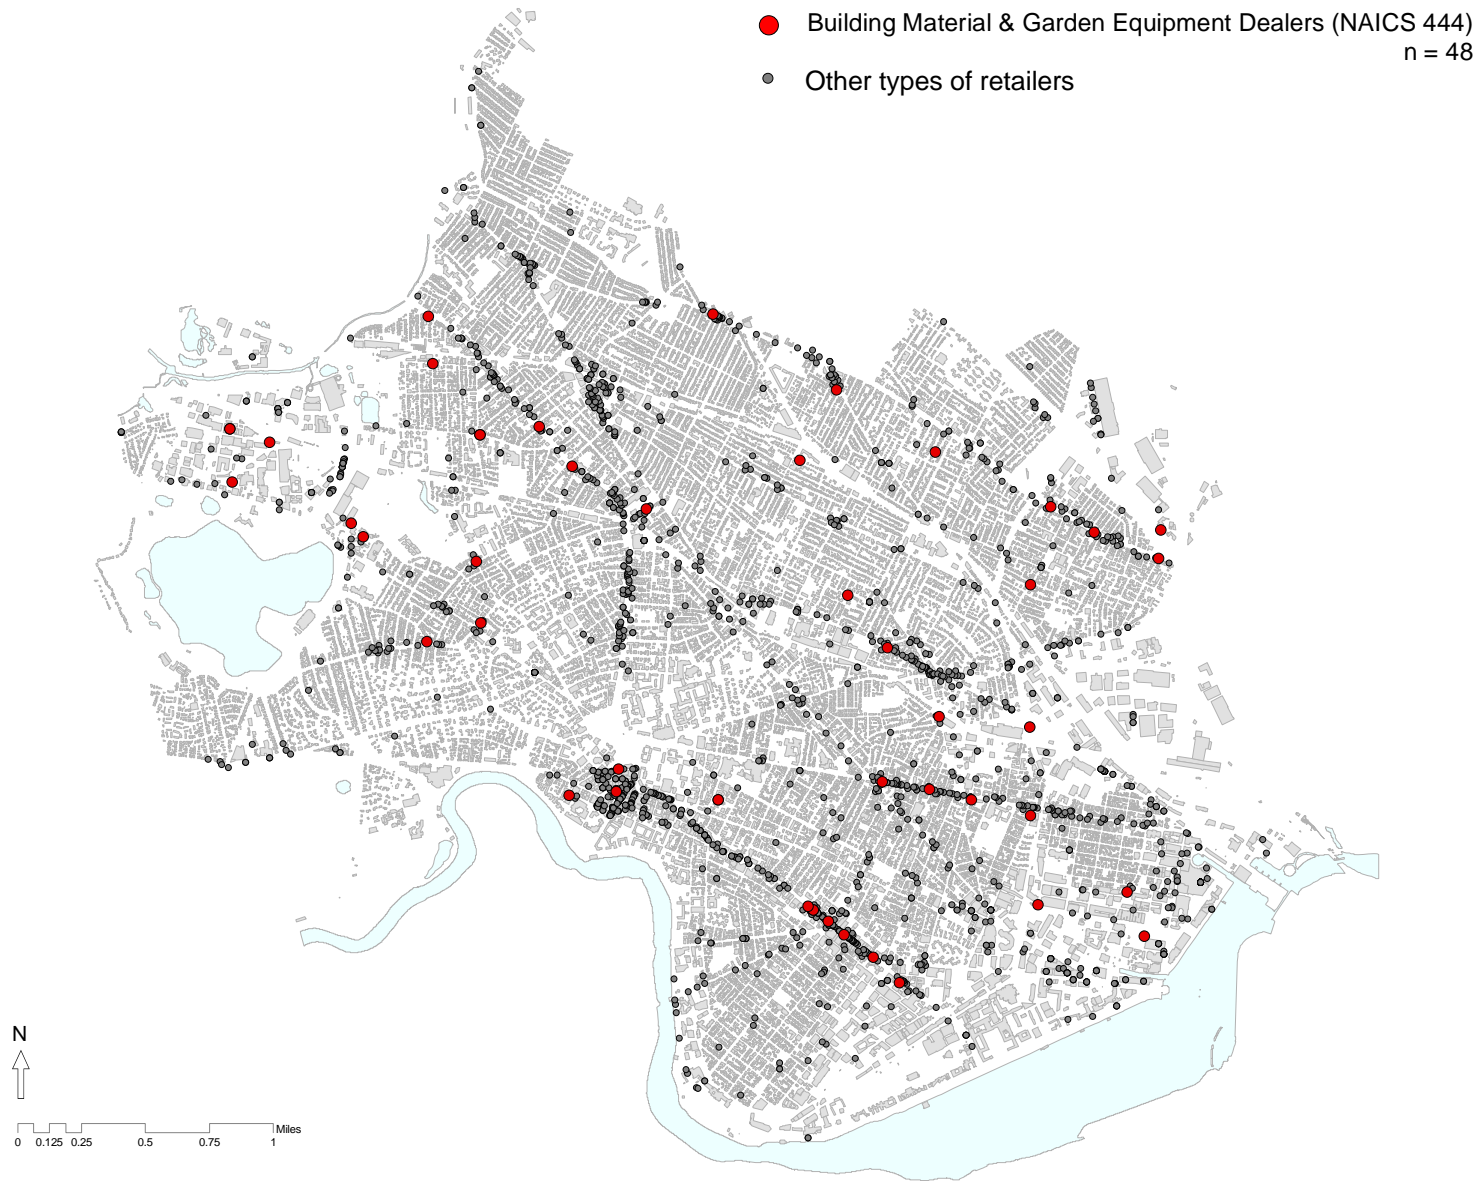 Building Material & Garden Equipment Dealers (NAICS 444)
n = 48
Other types of retailers
N
Miles
0 0.125 0.25 0.5 0.75 1